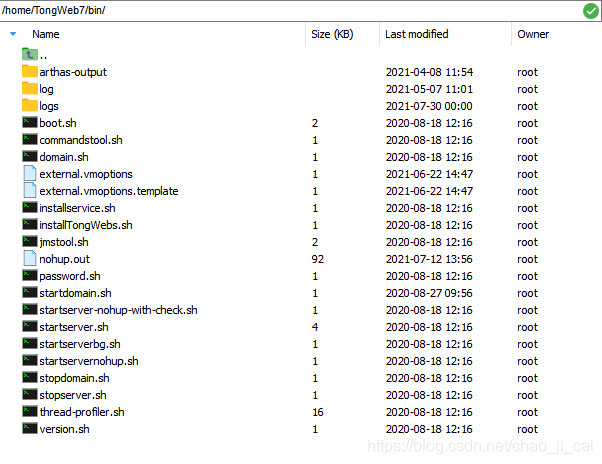 /home/TongWeb7/bin/
Name Size (KB) Last modified Owner
..
arthas-output 2021-04-08 11:54 root
log 2021-05-07 11:01 root
logs 2021-07-30 00:00 root
boot.sh 2 2020-08-18 12:16 root
commandstool.sh 1 2020-08-18 12:16 root
domain.sh 1 2020-08-18 12:16 root
external.vmoptions 1 2021-06-22 14:47 root
external.vmoptions.template 1 2021-06-22 14:47 root
installservice.sh 1 2020-08-18 12:16 root
installTongWebs.sh 1 2020-08-18 12:16 root
jmstool.sh 2 2020-08-18 12:16 root
nohup.out 92 2021-07-12 13:56 root
password.sh 1 2020-08-18 12:16 root
startdomain.sh 1 2020-08-27 09:56 root
startserver-nohup-with-check.sh 1 2020-08-18 12:16 root
startserver.sh 4 2020-08-18 12:16 root
startserverbg.sh 1 2020-08-18 12:16 root
startservernohup.sh 1 2020-08-18 12:16 root
stopdomain.sh 1 2020-08-18 12:16 root
stopserver.sh 1 2020-08-18 12:16 root
thread-profiler.sh 16 2020-08-18 12:16 root
version.sh 1 2020-08-18 12:16 root
https://blog.csdn.net/chao_ji_cai